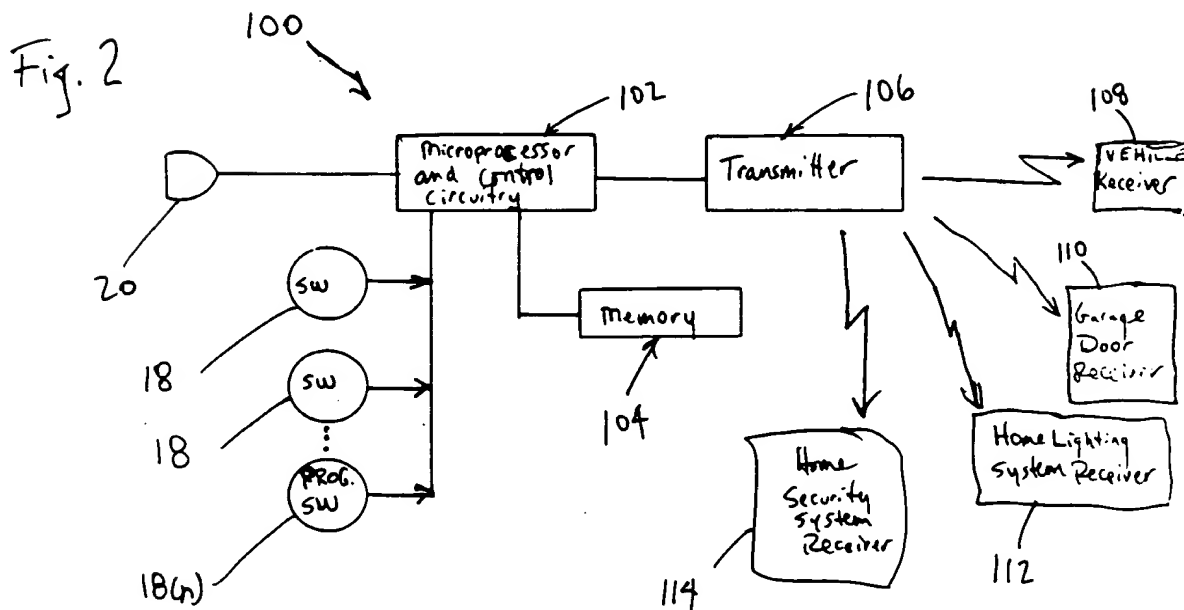 Fig. 2
100
102
106
108
Microprocessor
and control
circuitry
Transmitter
VEHICLE
Receiver
20
SW
18
Memory
104
110
Garage
Door
Receiver
SW
18
PROG.
SW
18(n)
Home
Security
System
Receiver
114
Home Lighting
System Receiver
112